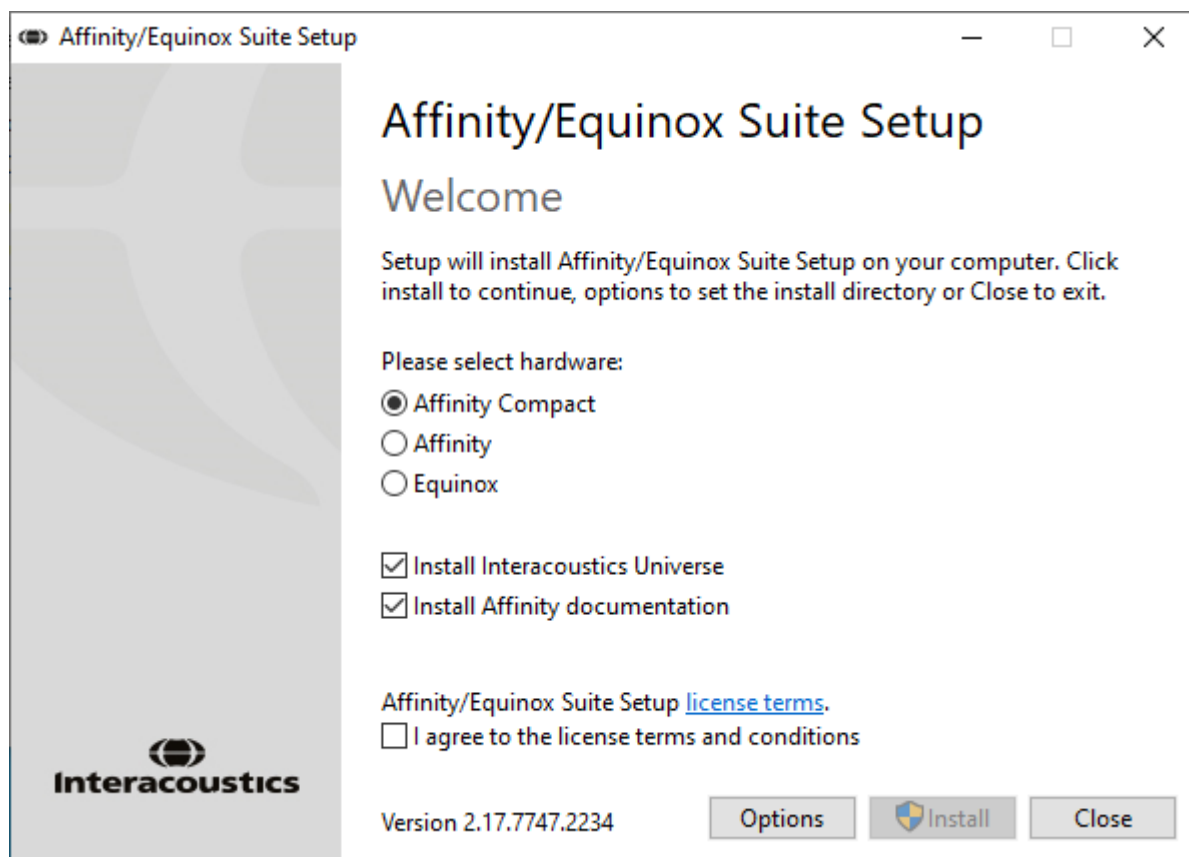 Affinity/Equinox Suite Setup
Affinity/Equinox Suite Setup
Welcome
Setup will install Affinity/Equinox Suite Setup on your computer. Click
install to continue, options to set the install directory or Close to exit.
Please select hardware:
Affinity Compact
Affinity
Equinox
Install Interacoustics Universe
Install Affinity documentation
Affinity/Equinox Suite Setup license terms.
I agree to the license terms and conditions
Interacoustics
Version 2.17.7747.2234
Options
Install
Close